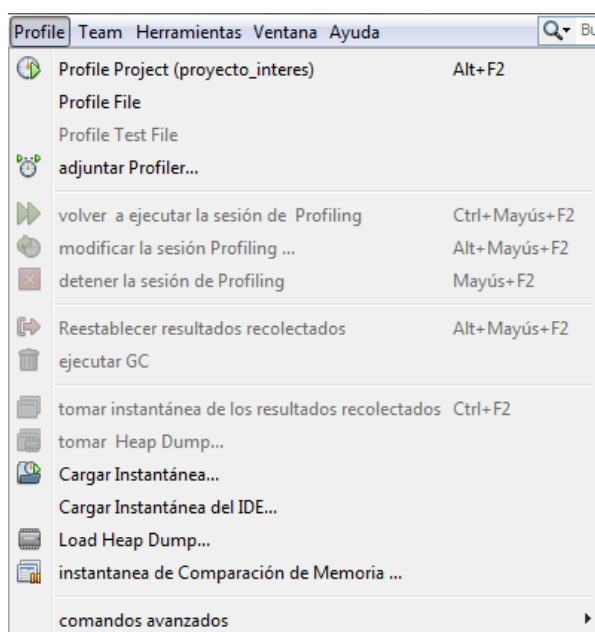 Profile Team Herramientas Ventana Ayuda Bu
Profile Project (proyecto_interes) Alt+F2
Profile File
Profile Test File
adjuntar Profiler...
volver a ejecutar la sesión de Profiling Ctrl+Mayús+F2
modificar la sesión Profiling ... Alt+Mayús+F2
detener la sesión de Profiling Mayús+F2
Reestablecer resultados recolectados Alt+Mayús+F2
ejecutar GC
tomar instantánea de los resultados recolectados Ctrl+F2
tomar Heap Dump...
Cargar Instantánea...
Cargar Instantánea del IDE...
Load Heap Dump...
instantanea de Comparación de Memoria ...
comandos avanzados